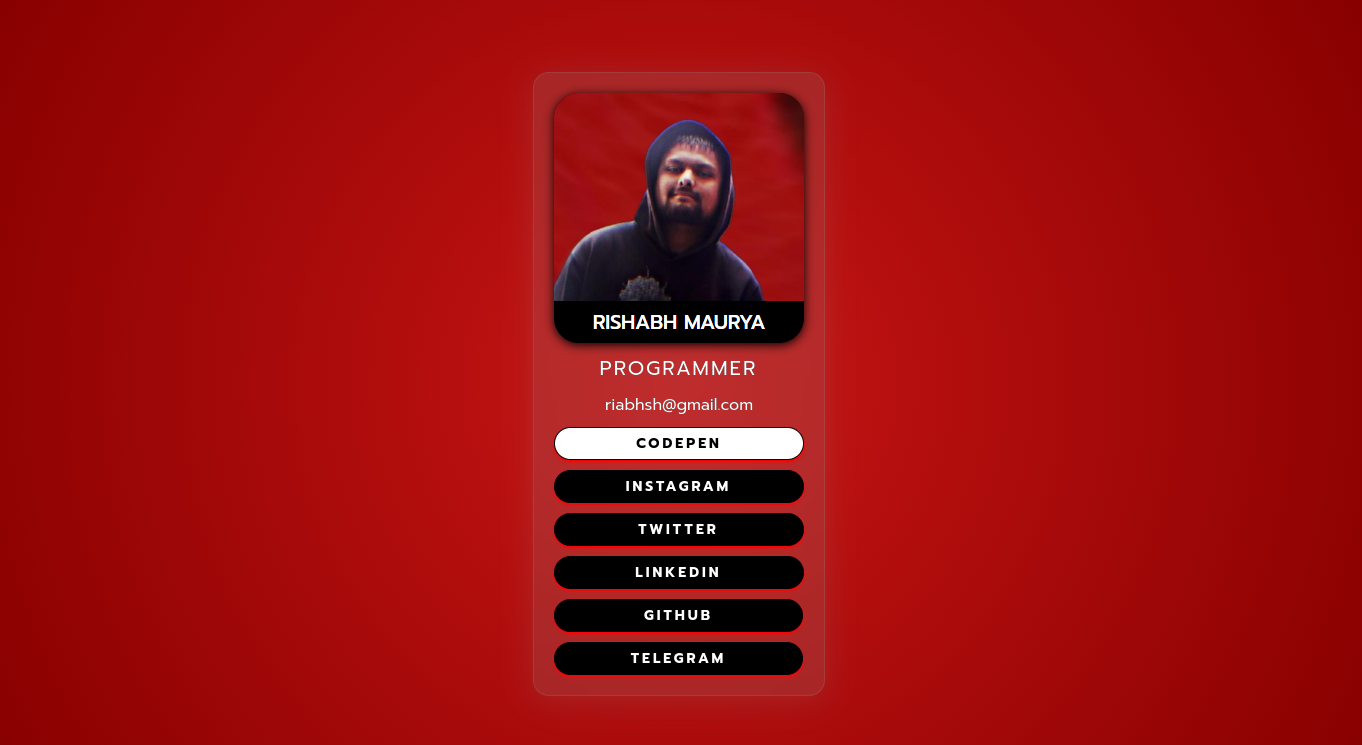 RISHABH MAURYA
PROGRAMMER
riabhsh@gmail.com
CODEPEN
INSTAGRAM
TWITTER
LINKEDIN
GITHUB
TELEGRAM